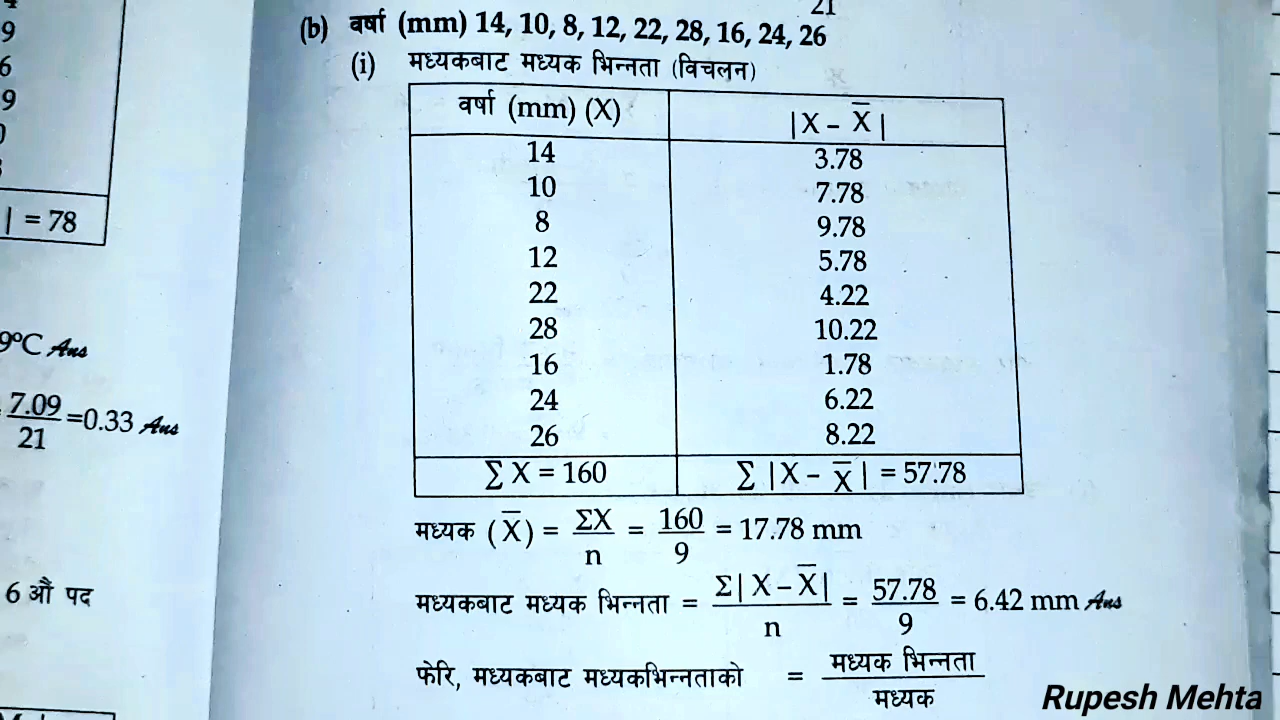 9
6
9
| = 78
9°C Ans
7.09
21
=0.33 Ans
6 औं पद
21
(b) वर्षा (mm) 14, 10, 8, 12, 22, 28, 16, 24, 26
(i) मध्यकबाट मध्यक भिन्नता (विचलन)
वर्षा (mm) (X) |X – X̅|
14 3.78
10 7.78
8 9.78
12 5.78
22 4.22
28 10.22
16 1.78
24 6.22
26 8.22
∑ X = 160 ∑ |X – X̅| = 57.78
मध्यक (X̅) = ΣX/n = 160/9 = 17.78 mm
मध्यकबाट मध्यक भिन्नता = Σ|X – X̅|/n = 57.78/9 = 6.42 mm Ans
फेरि, मध्यकबाट मध्यकभिन्नताको = मध्यक भिन्नता/मध्यक
Rupesh Mehta